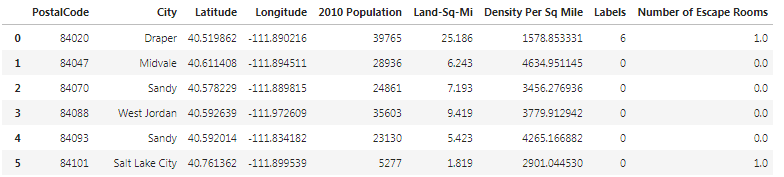 PostalCode City Latitude Longitude 2010 Population Land-Sq-Mi Density Per Sq Mile Labels Number of Escape Rooms
0 84020 Draper 40.519862 -111.890216 39765 25.186 1578.853331 6 1.0
1 84047 Midvale 40.611408 -111.894511 28936 6.243 4634.951145 0 0.0
2 84070 Sandy 40.578229 -111.889815 24861 7.193 3456.276936 0 0.0
3 84088 West Jordan 40.592639 -111.972609 35603 9.419 3779.912942 0 0.0
4 84093 Sandy 40.592014 -111.834182 23130 5.423 4265.166882 0 0.0
5 84101 Salt Lake City 40.761362 -111.899539 5277 1.819 2901.044530 0 1.0